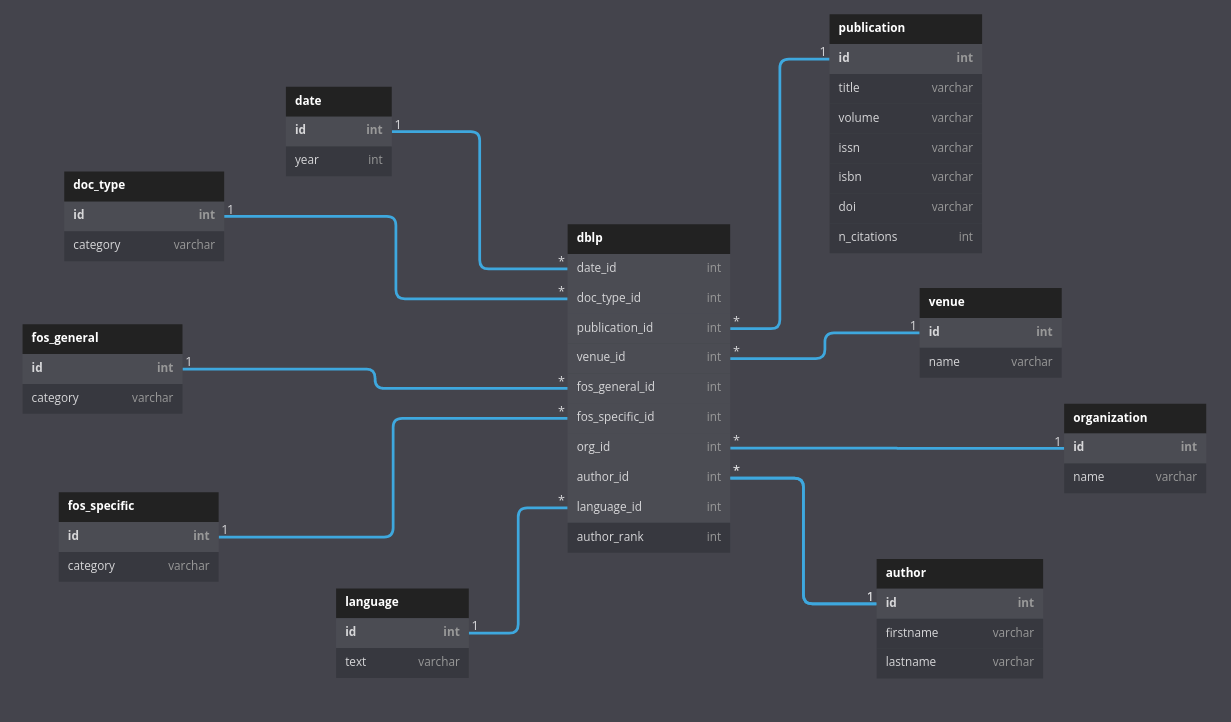 publication
1
id int
title varchar
volume varchar
issn varchar
isbn varchar
doi varchar
n_citations int
date
id int 1
year int
doc_type
id int 1
category varchar
dblp
* date_id int
* doc_type_id int
publication_id int *
venue_id int *
* fos_general_id int
* fos_specific_id int
org_id int *
author_id int *
* language_id int
author_rank int
venue
1 id int
name varchar
fos_general
id int 1
category varchar
organization
1 id int
name varchar
fos_specific
id int 1
category varchar
author
1 id int
firstname varchar
lastname varchar
language
id int 1
text varchar